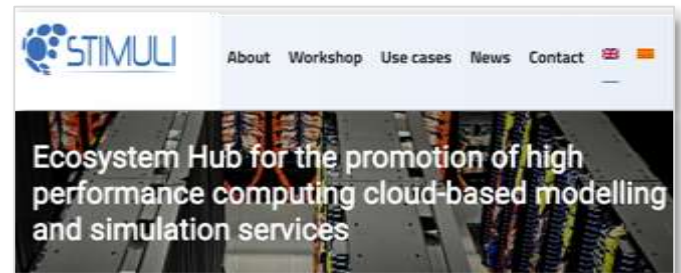 STIMULI
About Workshop Use cases News Contact
Ecosystem Hub for the promotion of high
performance computing cloud-based modelling
and simulation services